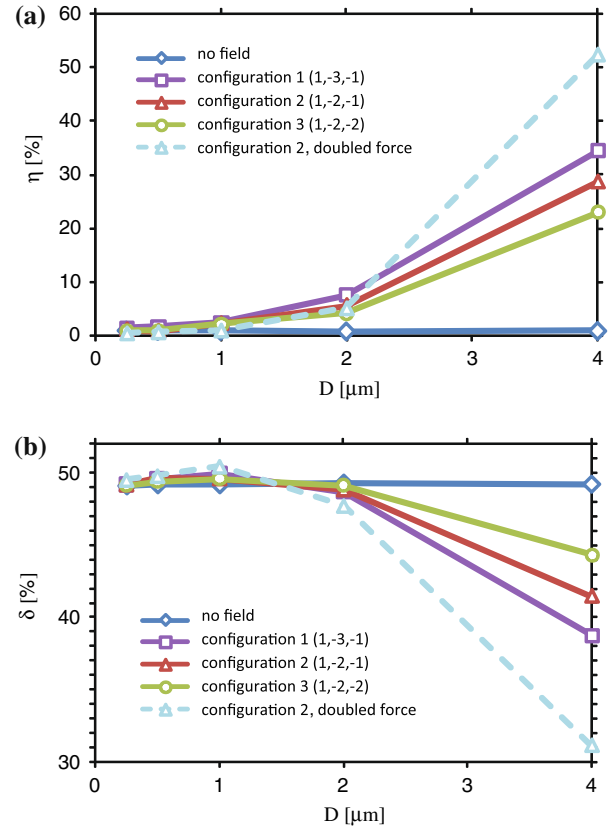 (a)
60
50
40
30
20
10
0
η [%]
no field
configuration 1 (1,-3,-1)
configuration 2 (1,-2,-1)
configuration 3 (1,-2,-2)
configuration 2, doubled force
0 1 2 3 4
D [μm]
(b)
50
40
30
δ [%]
no field
configuration 1 (1,-3,-1)
configuration 2 (1,-2,-1)
configuration 3 (1,-2,-2)
configuration 2, doubled force
0 1 2 3 4
D [μm]